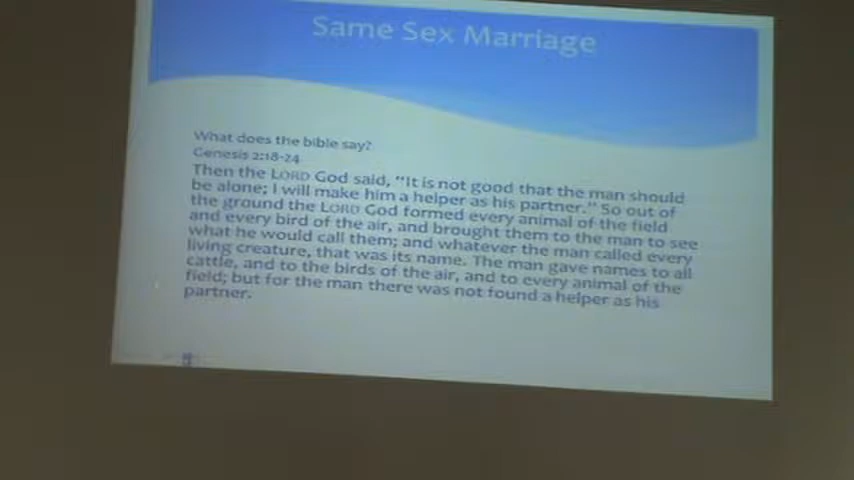 Same Sex Marriage
What does the bible say?
Genesis 2:18-24
Then the LORD God said, "It is not good that the man should
be alone; I will make him a helper as his partner." So out of
the ground the LORD God formed every animal of the field
and every bird of the air, and brought them to the man to see
what he would call them; and whatever the man called every
living creature, that was its name. The man gave names to all
cattle, and to the birds of the air, and to every animal of the
field; but for the man there was not found a helper as his
partner.